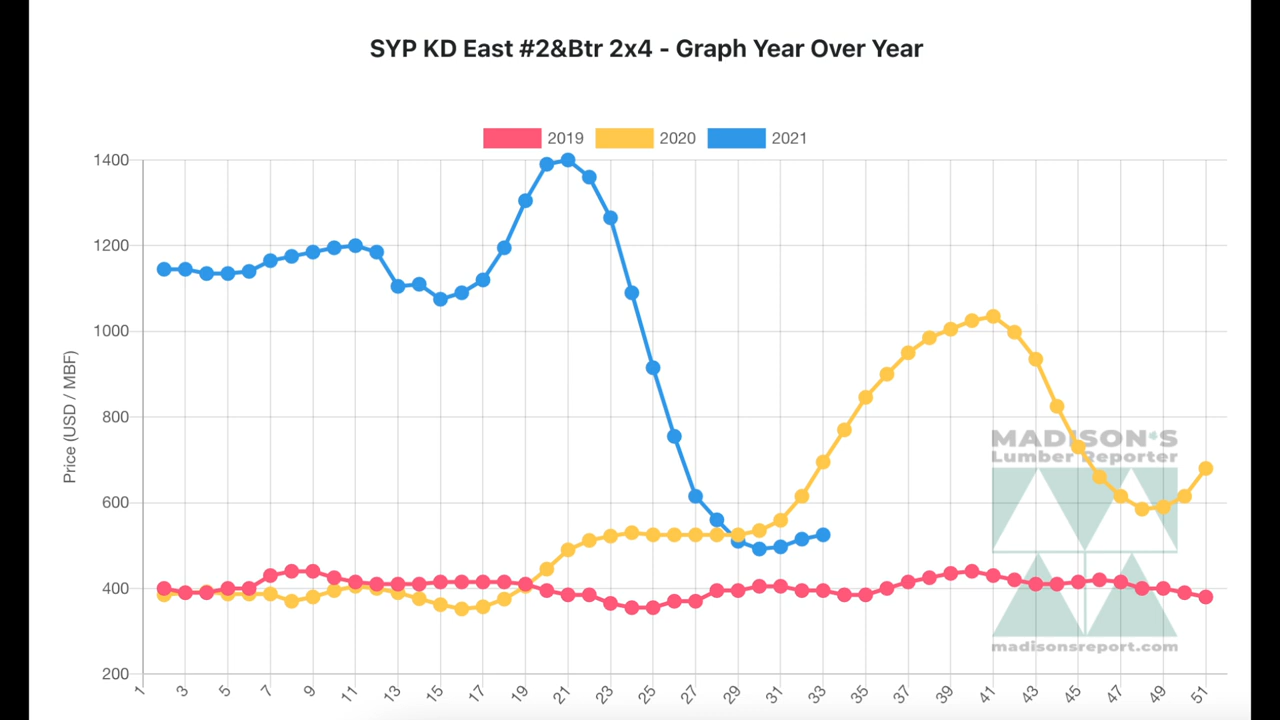 SYP KD East #2&Btr 2x4 - Graph Year Over Year
2019 2020 2021
1400
1200
1000
800
600
400
200
Price (USD / MBF)
MADISON'S
Lumber Reporter
madisonsreport.com
1 3 5 7 9 11 13 15 17 19 21 23 25 27 29 31 33 35 37 39 41 43 45 47 49 51